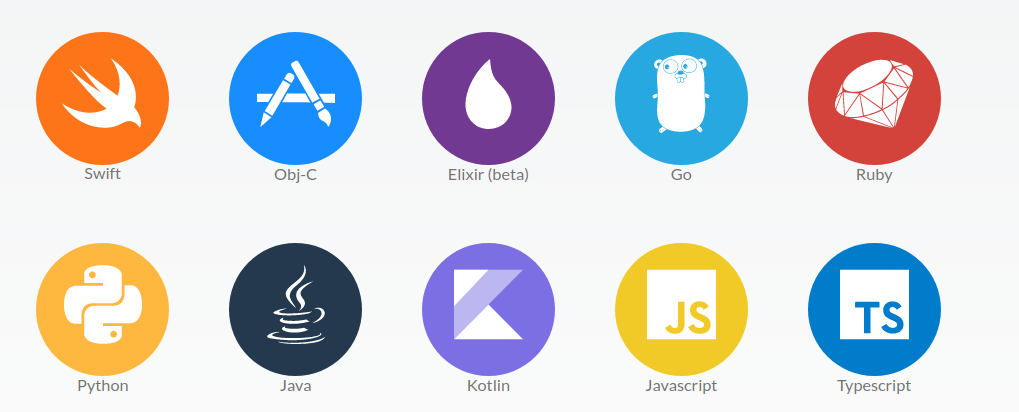 Swift
Obj-C
Elixir (beta)
Go
Ruby
Python
Java
Kotlin
JS
Javascript
TS
Typescript